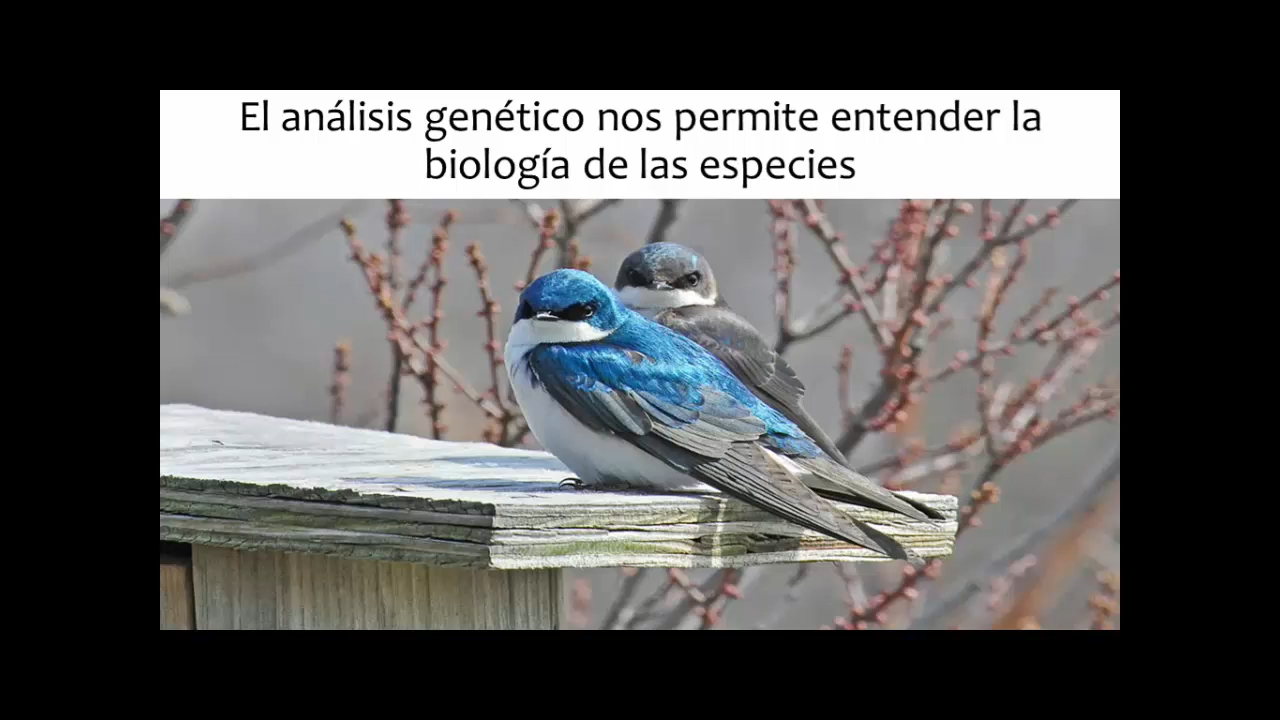 El análisis genético nos permite entender la
biología de las especies